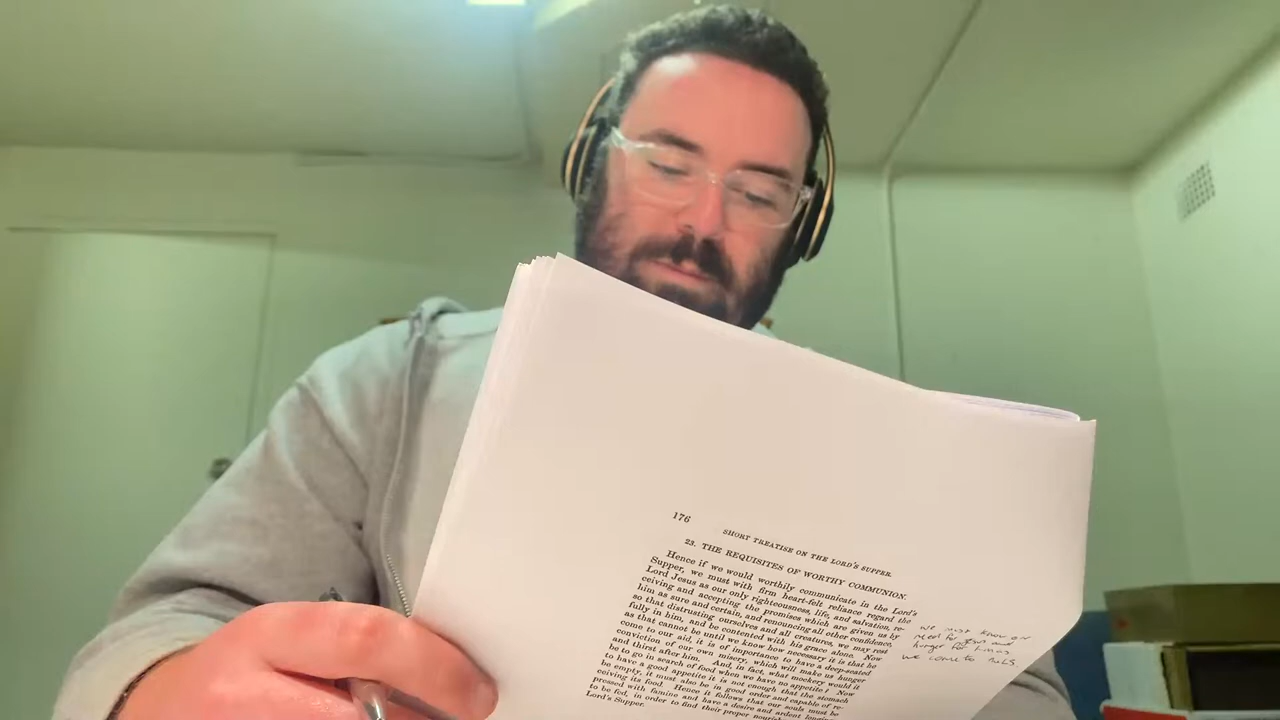 176
SHORT TREATISE ON THE LORD'S SUPPER.
23. THE REQUISITES OF WORTHY COMMUNION.
Hence if we would worthily communicate in the Lord's
Supper, we must with firm heart-felt reliance regard the
Lord Jesus as our only righteousness, life, and salvation, re-
ceiving and accepting the promises which are given us by
him as sure and certain, and renouncing all other confidence,
so that distrusting ourselves and all creatures, we may rest
fully in him, and be contented with his grace alone. Now
as that cannot be until we know how necessary it is that he
come to our aid, it is of importance to have a deep-seated
conviction of our own misery, which will make us hunger
and thirst after him. And, in fact, what mockery would it
be to go in search of food when we have no appetite? Now
to have a good appetite it is not enough that the stomach
be empty, it must also be in good order and capable of re-
ceiving its food. Hence it follows that our souls must be
pressed with famine and have a desire and ardent longing
to be fed, in order to find their proper nourish
Lord's Supper.
we must know our
need for Jesus and
hunger for
we come to